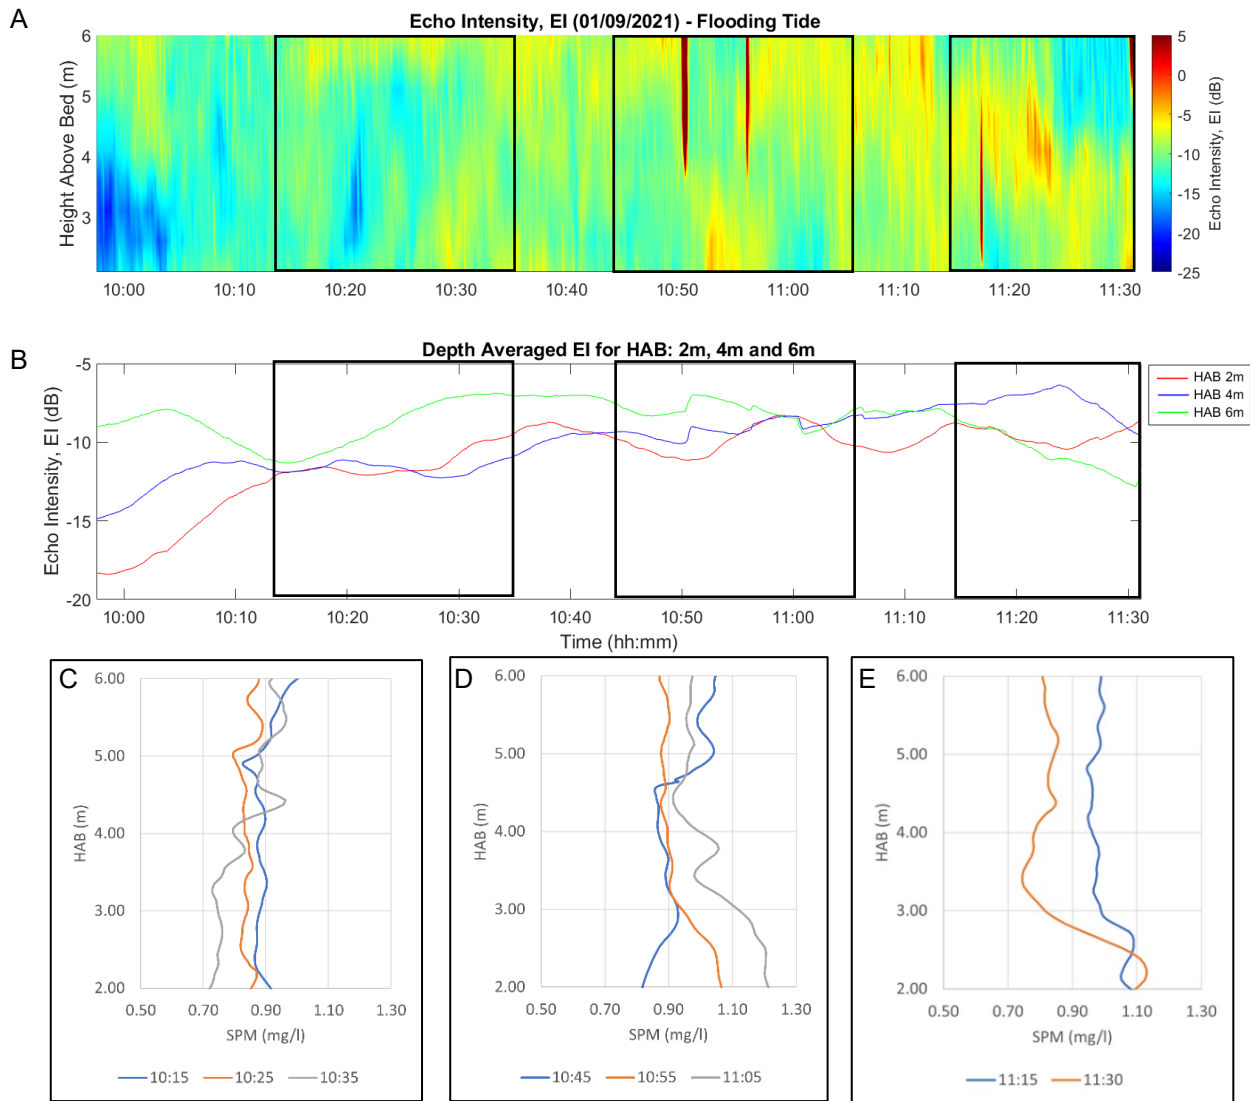 A
Echo Intensity, EI (01/09/2021) - Flooding Tide
Height Above Bed (m)
6
5
4
3
10:00 10:10 10:20 10:30 10:40 10:50 11:00 11:10 11:20 11:30
5
0
-5
-10
-15
-20
-25
Echo Intensity, EI (dB)
B
Depth Averaged EI for HAB: 2m, 4m and 6m
Echo Intensity, EI (dB)
-5
-10
-15
-20
10:00 10:10 10:20 10:30 10:40 10:50 11:00 11:10 11:20 11:30
Time (hh:mm)
HAB 2m
HAB 4m
HAB 6m
C
HAB (m)
6.00
5.00
4.00
3.00
2.00
0.50 0.70 0.90 1.10 1.30
SPM (mg/l)
10:15 10:25 10:35
D
HAB (m)
6.00
5.00
4.00
3.00
2.00
0.50 0.70 0.90 1.10 1.30
SPM (mg/l)
10:45 10:55 11:05
E
HAB (m)
6.00
5.00
4.00
3.00
2.00
0.50 0.70 0.90 1.10 1.30
SPM (mg/l)
11:15 11:30